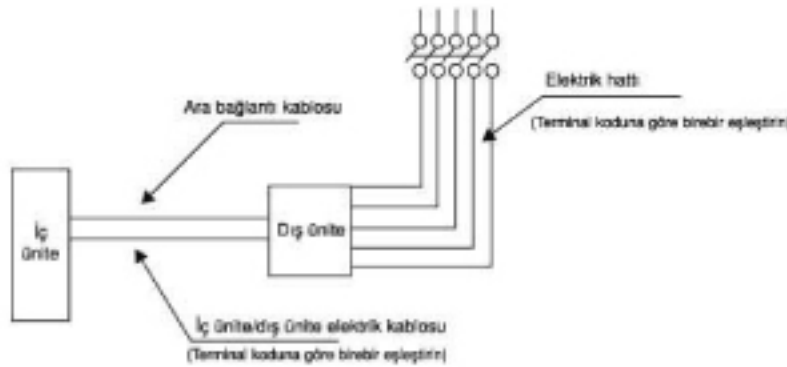 Elektrik hattı
(Terminal koduna göre birebir eşleştirin)
Ara bağlantı kablosu
İç
ünite
Dış ünite
İç ünite/dış ünite elektrik kablosu
(Terminal koduna göre birebir eşleştirin)